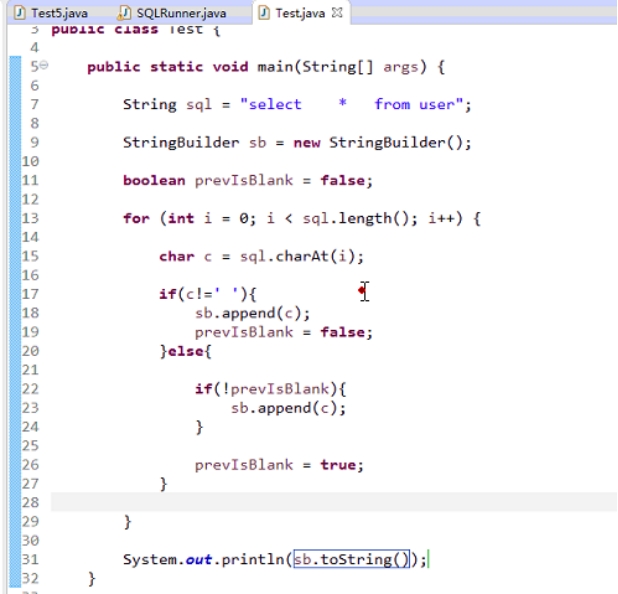 Test5.java SQLRunner.java Test.java
3 public class Test {
4
5 public static void main(String[] args) {
6
7 String sql = "select    *   from user";
8
9 StringBuilder sb = new StringBuilder();
10
11 boolean prevIsBlank = false;
12
13 for (int i = 0; i < sql.length(); i++) {
14
15 char c = sql.charAt(i);
16
17 if(c!=' '){
18 sb.append(c);
19 prevIsBlank = false;
20 }else{
21
22 if(!prevIsBlank){
23 sb.append(c);
24 }
25
26 prevIsBlank = true;
27 }
28
29 }
30
31 System.out.println(sb.toString());
32 }